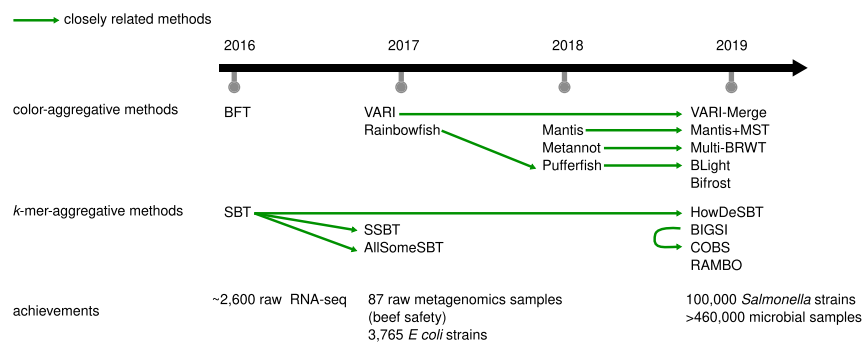 closely related methods
2016 2017 2018 2019
color-aggregative methods BFT VARI VARI-Merge
Rainbowfish Mantis Mantis+MST
Metannot Multi-BRWT
Pufferfish BLight
Bifrost
k-mer-aggregative methods SBT HowDeSBT
SSBT BIGSI
AllSomeSBT COBS
RAMBO
achievements ~2,600 raw RNA-seq 87 raw metagenomics samples 100,000 Salmonella strains
(beef safety) >460,000 microbial samples
3,765 E coli strains